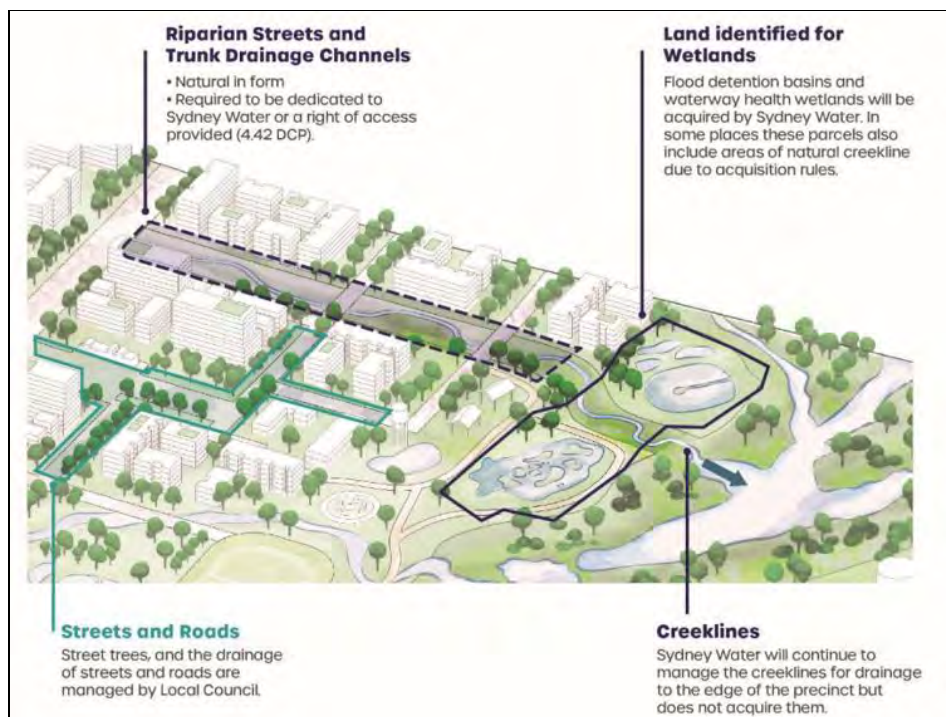 Riparian Streets and
Trunk Drainage Channels
• Natural in form
• Required to be dedicated to
Sydney Water or a right of access
provided (4.42 DCP).
Land identified for
Wetlands
Flood detention basins and
waterway health wetlands will be
acquired by Sydney Water. In
some places these parcels also
include areas of natural creekline
due to acquisition rules.
Streets and Roads
Street trees, and the drainage
of streets and roads are
managed by Local Council.
Creeklines
Sydney Water will continue to
manage the creeklines for drainage
to the edge of the precinct but
does not acquire them.